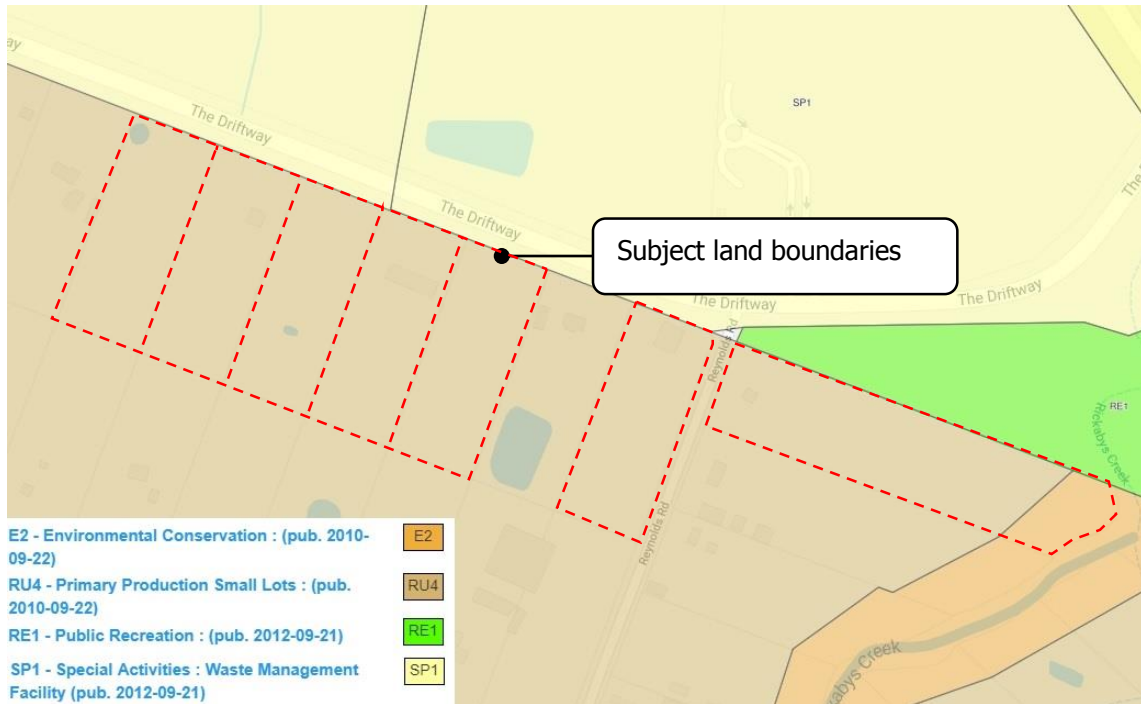 ay
The Driftway
SP1
The
The Driftway
Subject land boundaries
The Driftway
The Driftway
Reynolds Rd
RE1
Rickabys Creek
Reynolds Rd
E2 - Environmental Conservation : (pub. 2010-
09-22)
E2
RU4 - Primary Production Small Lots : (pub.
2010-09-22)
RU4
RE1 - Public Recreation : (pub. 2012-09-21)
RE1
SP1 - Special Activities : Waste Management
Facility (pub. 2012-09-21)
SP1
kabys Creek